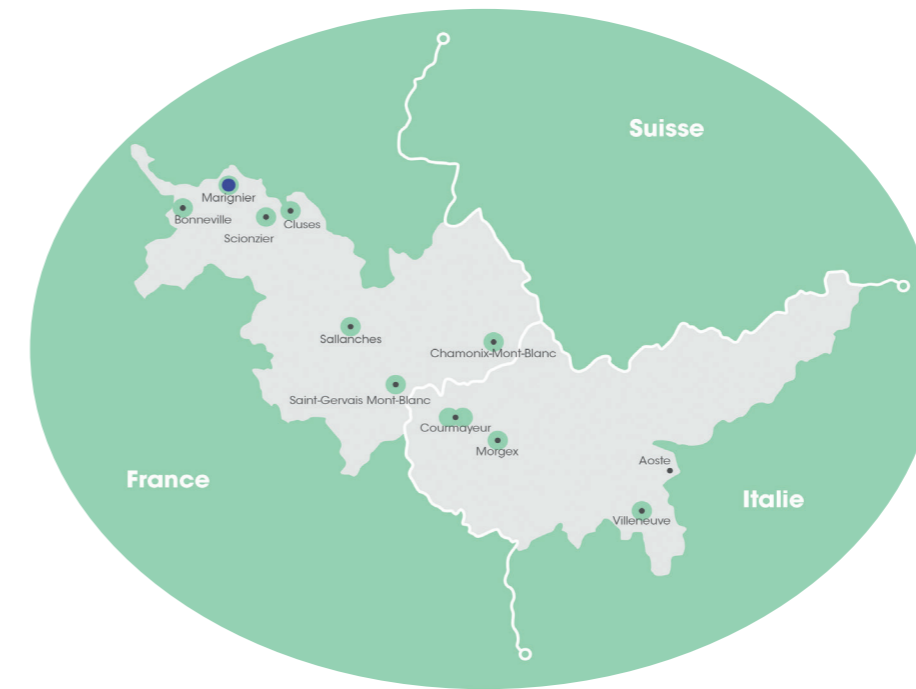 Suisse
Marignier
Bonneville
Cluses
Scionzier
Sallanches
Chamonix-Mont-Blanc
Saint-Gervais Mont-Blanc
Courmayeur
Morgex
Aoste
France
Italie
Villeneuve